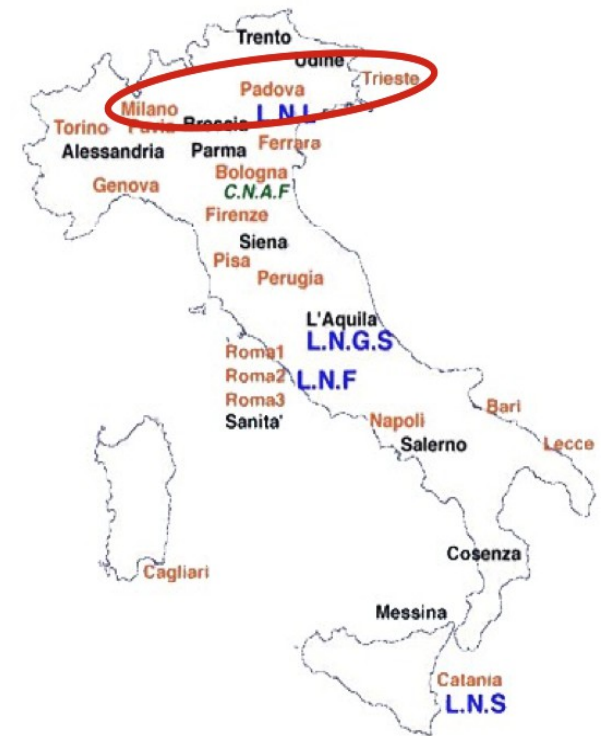 Trento
Udine
Trieste
Padova
Milano
L.N.L
Brescia
Pavia
Torino
Ferrara
Alessandria
Parma
Bologna
Genova
C.N.A.F
Firenze
Siena
Pisa
Perugia
L'Aquila
L.N.G.S
Roma1
Roma2
L.N.F
Roma3
Sanita'
Napoli
Bari
Salerno
Lecce
Cosenza
Cagliari
Messina
Catania
L.N.S